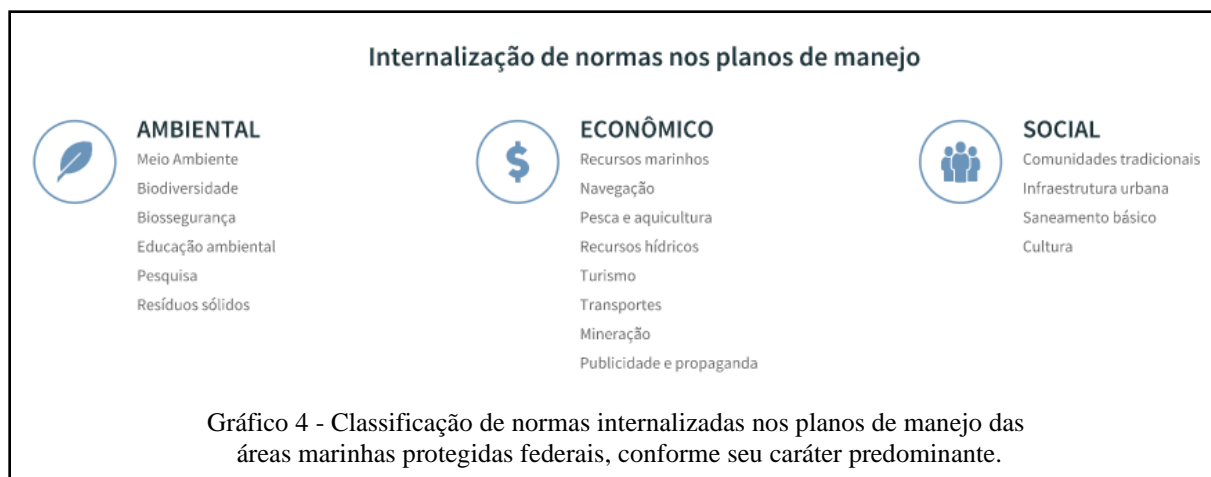 Internalização de normas nos planos de manejo
AMBIENTAL
Meio Ambiente
Biodiversidade
Biossegurança
Educação ambiental
Pesquisa
Resíduos sólidos
ECONÔMICO
Recursos marinhos
Navegação
Pesca e aquicultura
Recursos hídricos
Turismo
Transportes
Mineração
Publicidade e propaganda
SOCIAL
Comunidades tradicionais
Infraestrutura urbana
Saneamento básico
Cultura
Gráfico 4 - Classificação de normas internalizadas nos planos de manejo das
áreas marinhas protegidas federais, conforme seu caráter predominante.